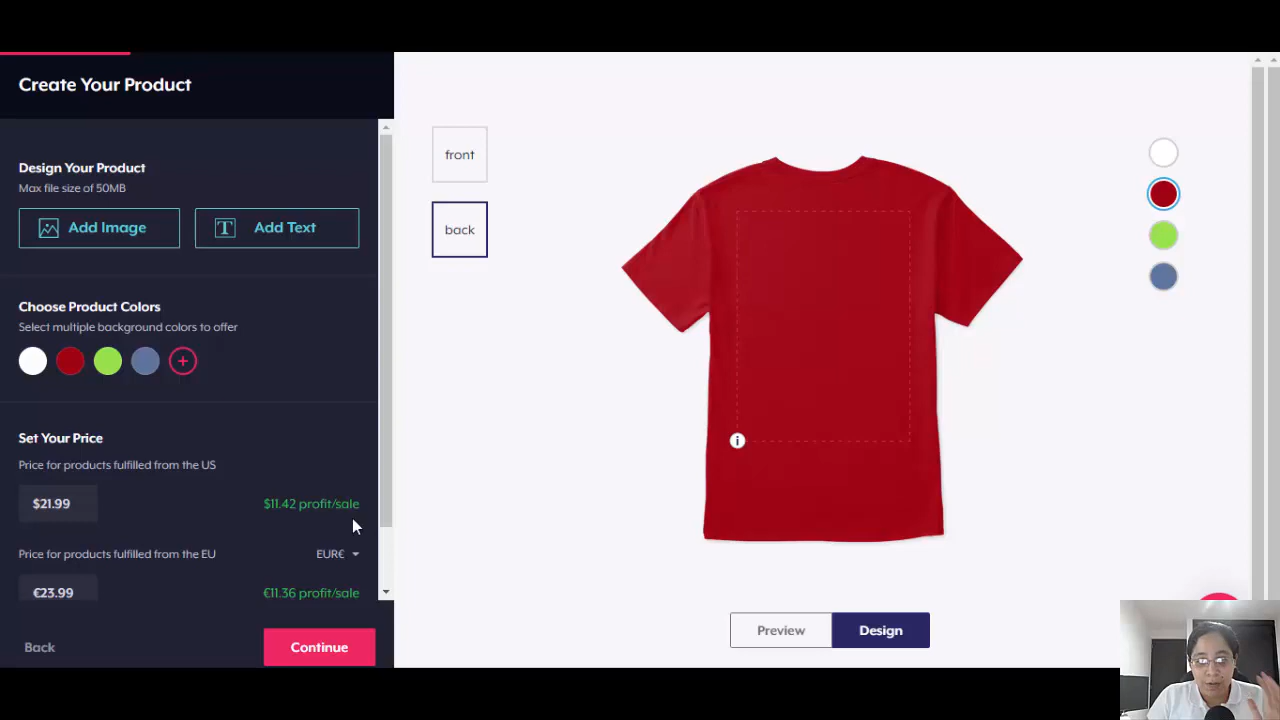 Create Your Product
Design Your Product
Max file size of 50MB
Add Image
T Add Text
Choose Product Colors
Select multiple background colors to offer
+
Set Your Price
Price for products fulfilled from the US
$21.99 $11.42 profit/sale
Price for products fulfilled from the EU EUR€
€23.99 €11.36 profit/sale
Back Continue
front
back
i
Preview Design